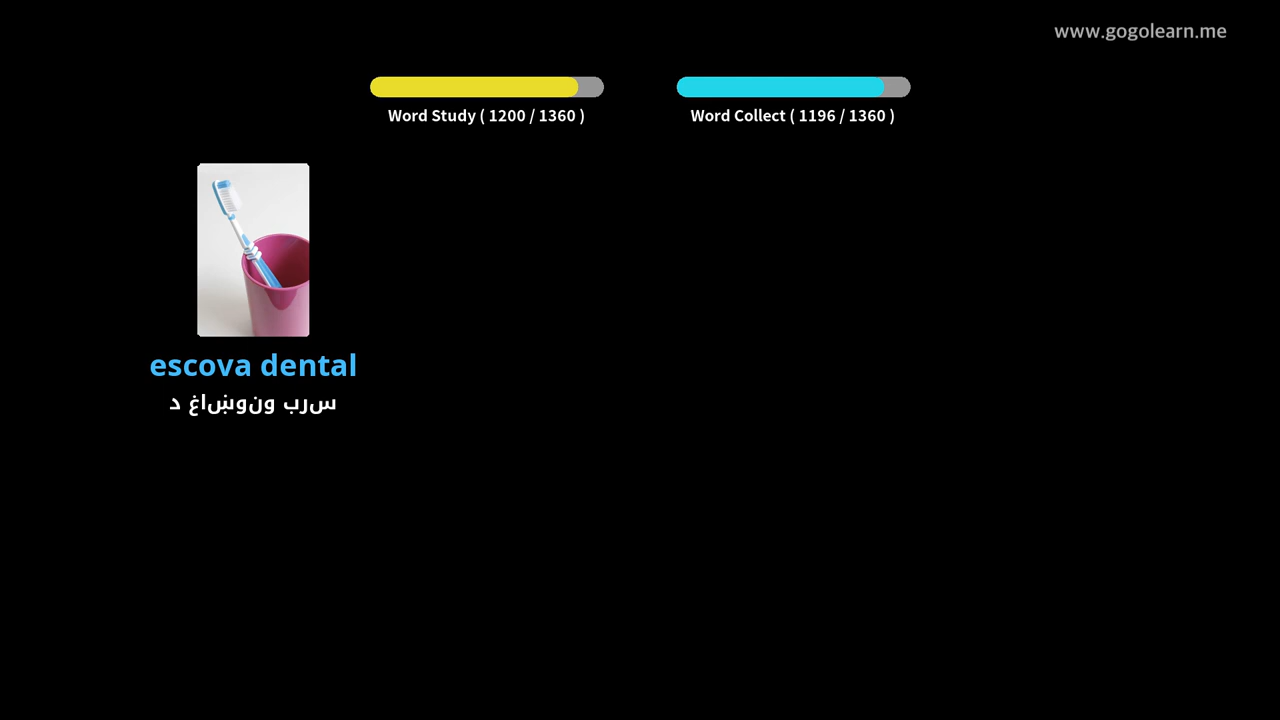 www.gogolearn.me
Word Study ( 1200 / 1360 )
Word Collect ( 1196 / 1360 )
escova dental
سرب ونوښاغ د